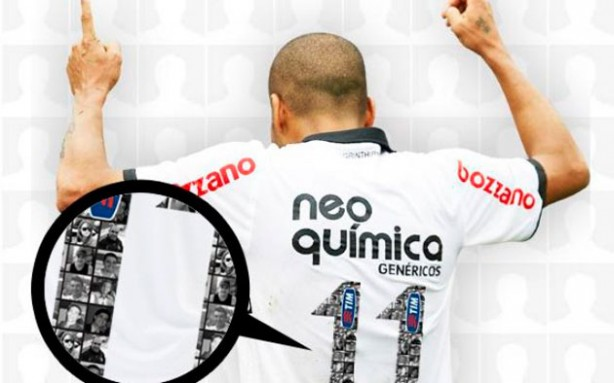 bozzano
bozzano
neo
química
GENÉRICOS
11
TIM
TIM